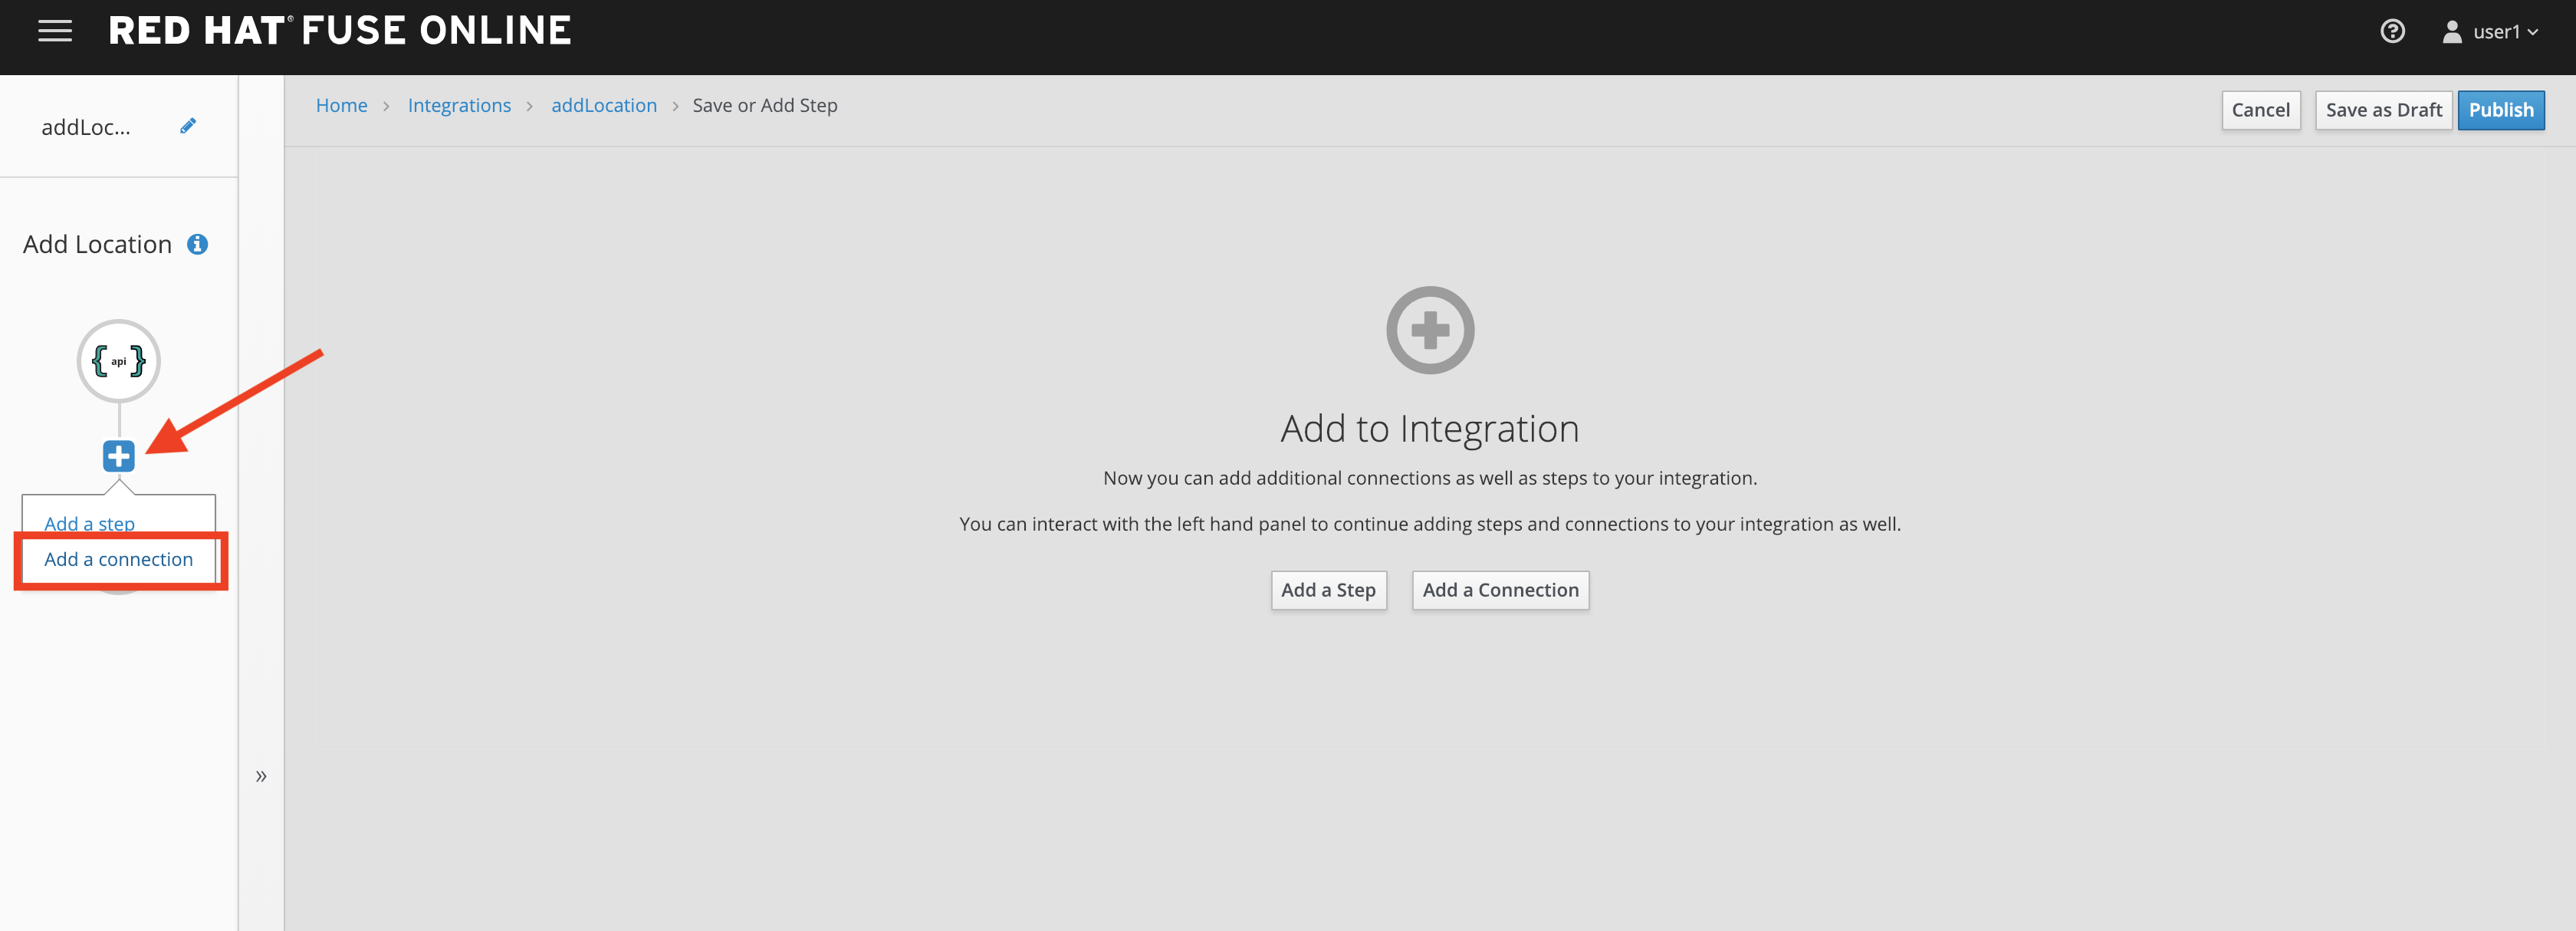 RED HAT® FUSE ONLINE
user1
addLoc...
Home > Integrations > addLocation > Save or Add Step
Cancel
Save as Draft
Publish
Add Location
{ api }
Add a step
Add a connection
Add to Integration
Now you can add additional connections as well as steps to your integration.
You can interact with the left hand panel to continue adding steps and connections to your integration as well.
Add a Step
Add a Connection